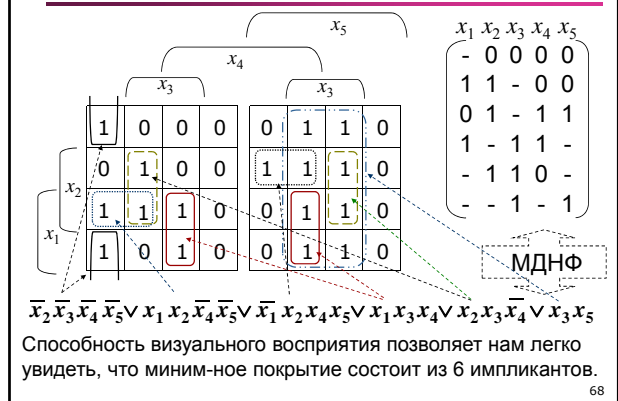 x5
x1 x2 x3 x4 x5
x4
- 0 0 0 0
x3 x3
1 1 - 0 0
0 1 - 1 1
1 0 0 0 0 1 1 0
1 - 1 1 -
0 1 0 0 1 1 1 0
- 1 1 0 -
x2
1 1 1 0 0 1 1 0
- - 1 - 1
x1
1 0 1 0 0 1 1 0
МДНФ
x̅2x̅3x̅4x̅5∨x1x2x̅4x̅5∨x̅1x2x4x5∨x1x3x4∨x2x3x̅4∨x3x5
Способность визуального восприятия позволяет нам легко
увидеть, что миним-ное покрытие состоит из 6 импликантов.
68